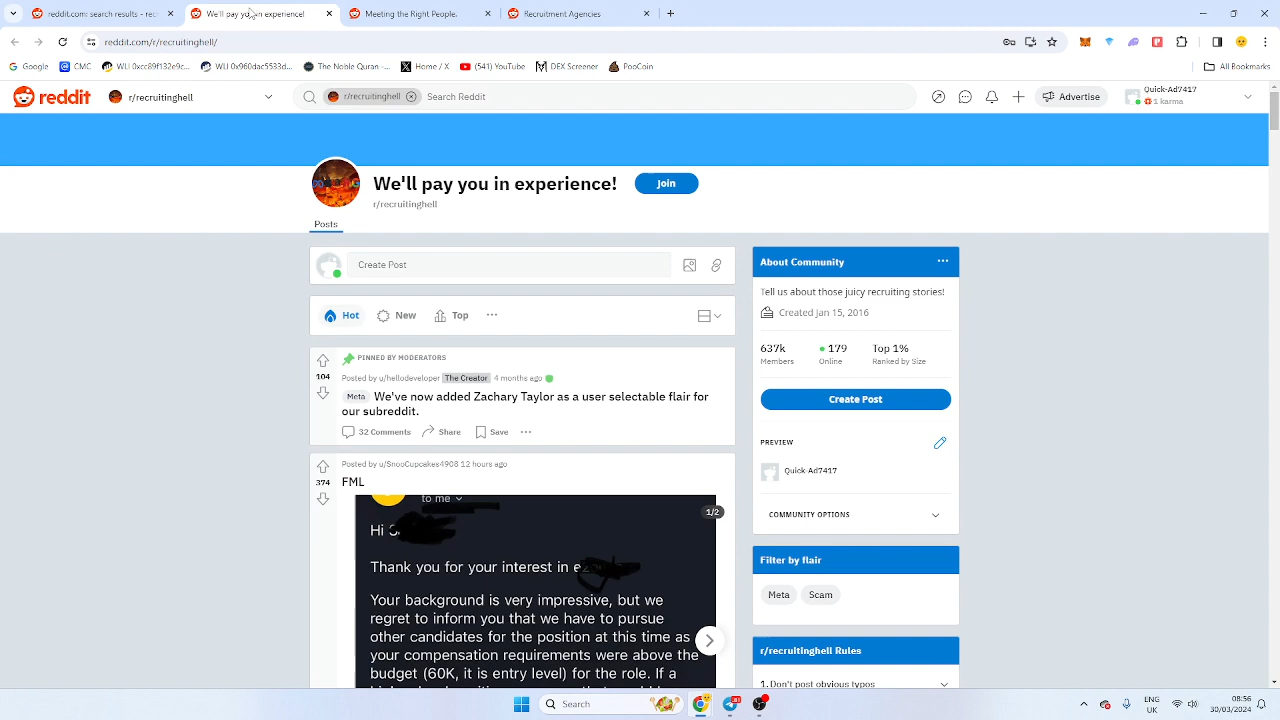 reddit.com search results - rec
We'll pay you in experience!
Meeting the Right People.
Recruitment Agencies
reddit.com/r/recruitinghell/
Google
CMC
WLI 0xcc89f132e9c...
WLI 0x960dac5533d...
The Noble Quran -...
Home / X
(541) YouTube
DEX Screener
PooCoin
All Bookmarks
reddit
r/recruitinghell
r/recruitinghell
Search Reddit
Advertise
Quick-Ad7417
1 karma
We'll pay you in experience!
Join
r/recruitinghell
Posts
Create Post
Hot
New
Top
104
PINNED BY MODERATORS
Posted by u/hellodeveloper The Creator 4 months ago
Meta We've now added Zachary Taylor as a user selectable flair for
our subreddit.
32 Comments
Share
Save
374
Posted by u/SnooCupcakes4908 12 hours ago
FML
to me
1/2
Hi
Thank you for your interest in
Your background is very impressive, but we
regret to inform you that we have to pursue
other candidates for the position at this time as
your compensation requirements were above the
budget (60K, it is entry level) for the role. If a
About Community
Tell us about those juicy recruiting stories!
Created Jan 15, 2016
637k
Members
179
Online
Top 1%
Ranked by Size
Create Post
PREVIEW
Quick-Ad7417
COMMUNITY OPTIONS
Filter by flair
Meta
Scam
r/recruitinghell Rules
1.Don't post obvious typos
Search
ENG
UK
08:56
30/03/2024